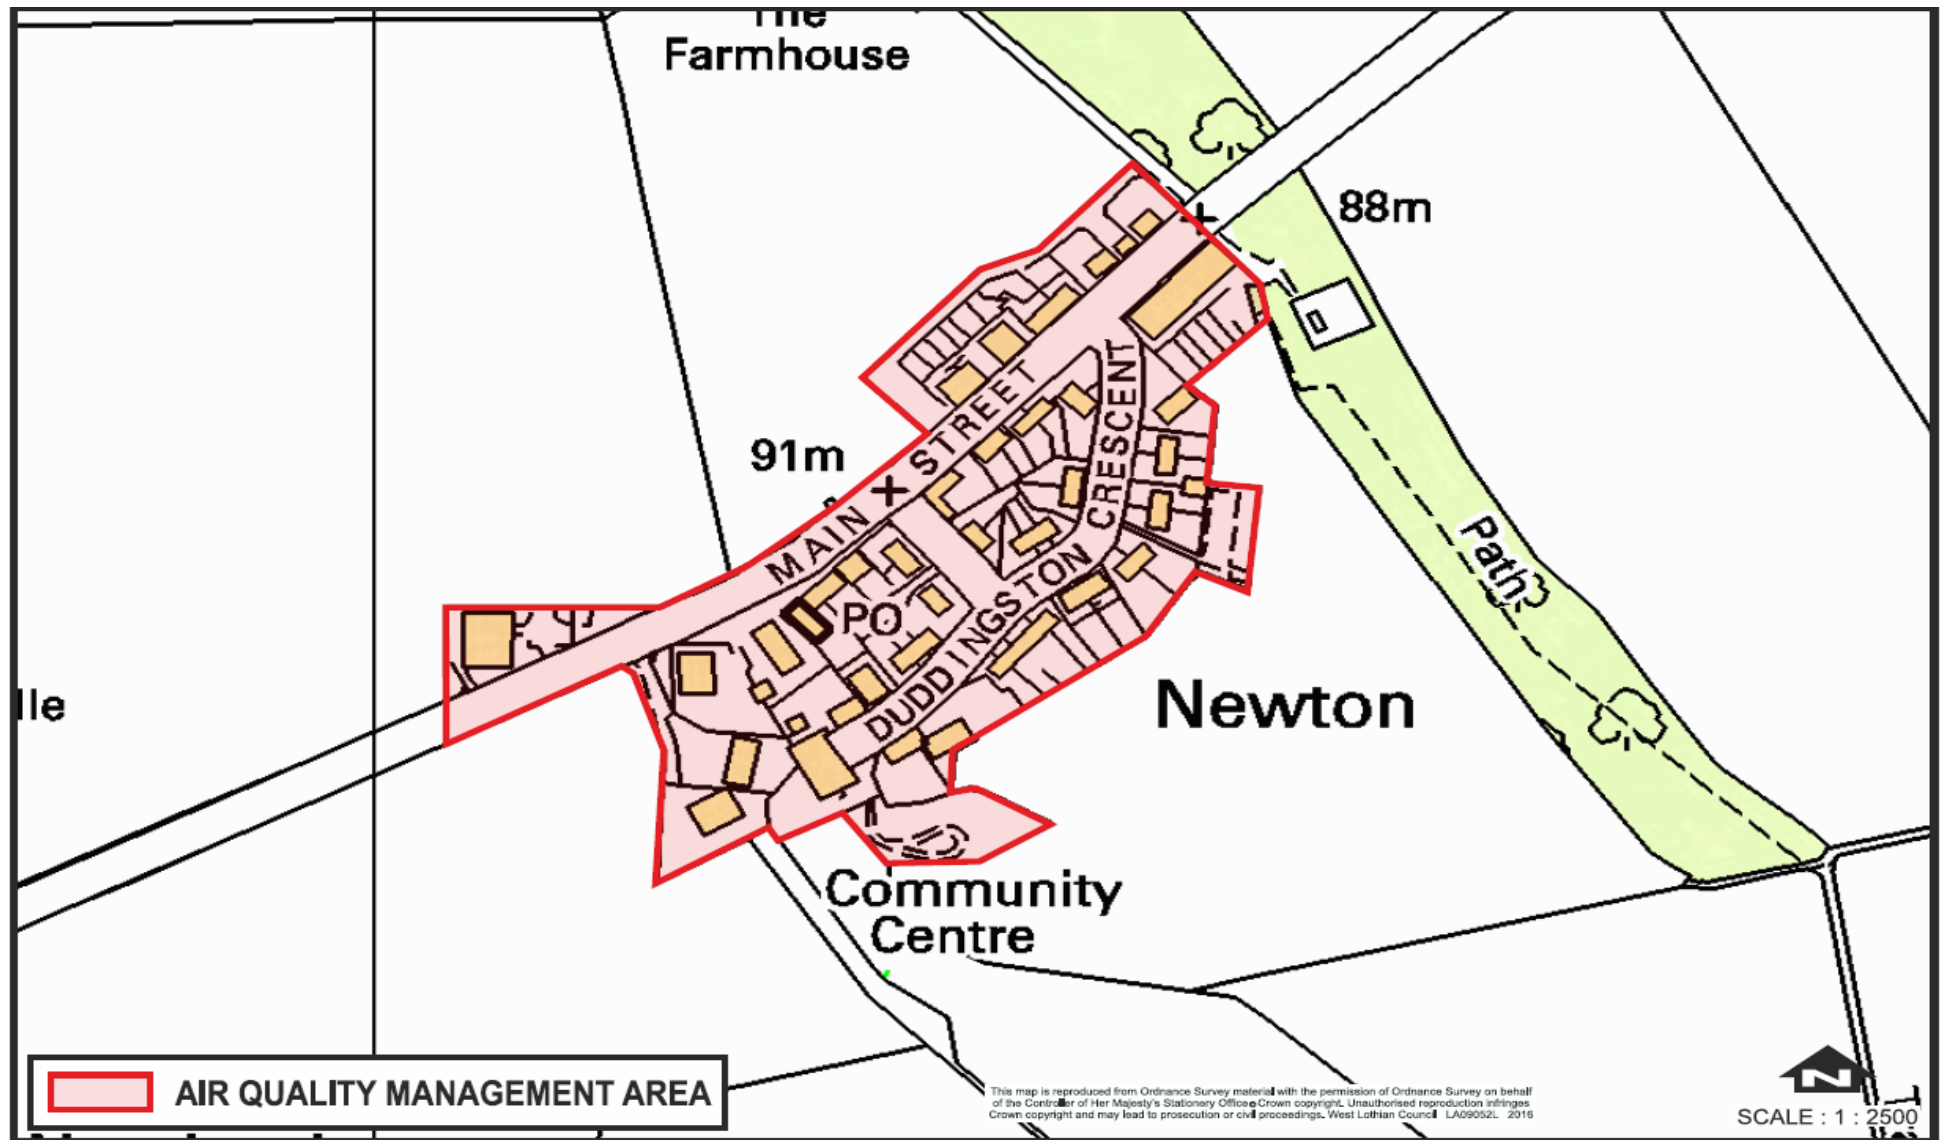 The
Farmhouse
88m
91m
MAIN STREET
CRESCENT
DUDDINGSTON
PO
Path
lle
Newton
Community
Centre
AIR QUALITY MANAGEMENT AREA
This map is reproduced from Ordnance Survey material with the permission of Ordnance Survey on behalf
of the Controller of Her Majesty's Stationery Office © Crown copyright. Unauthorised reproduction infringes
Crown copyright and may lead to prosecution or civil proceedings. West Lothian Council LA09052L 2016
N
SCALE : 1 : 2500